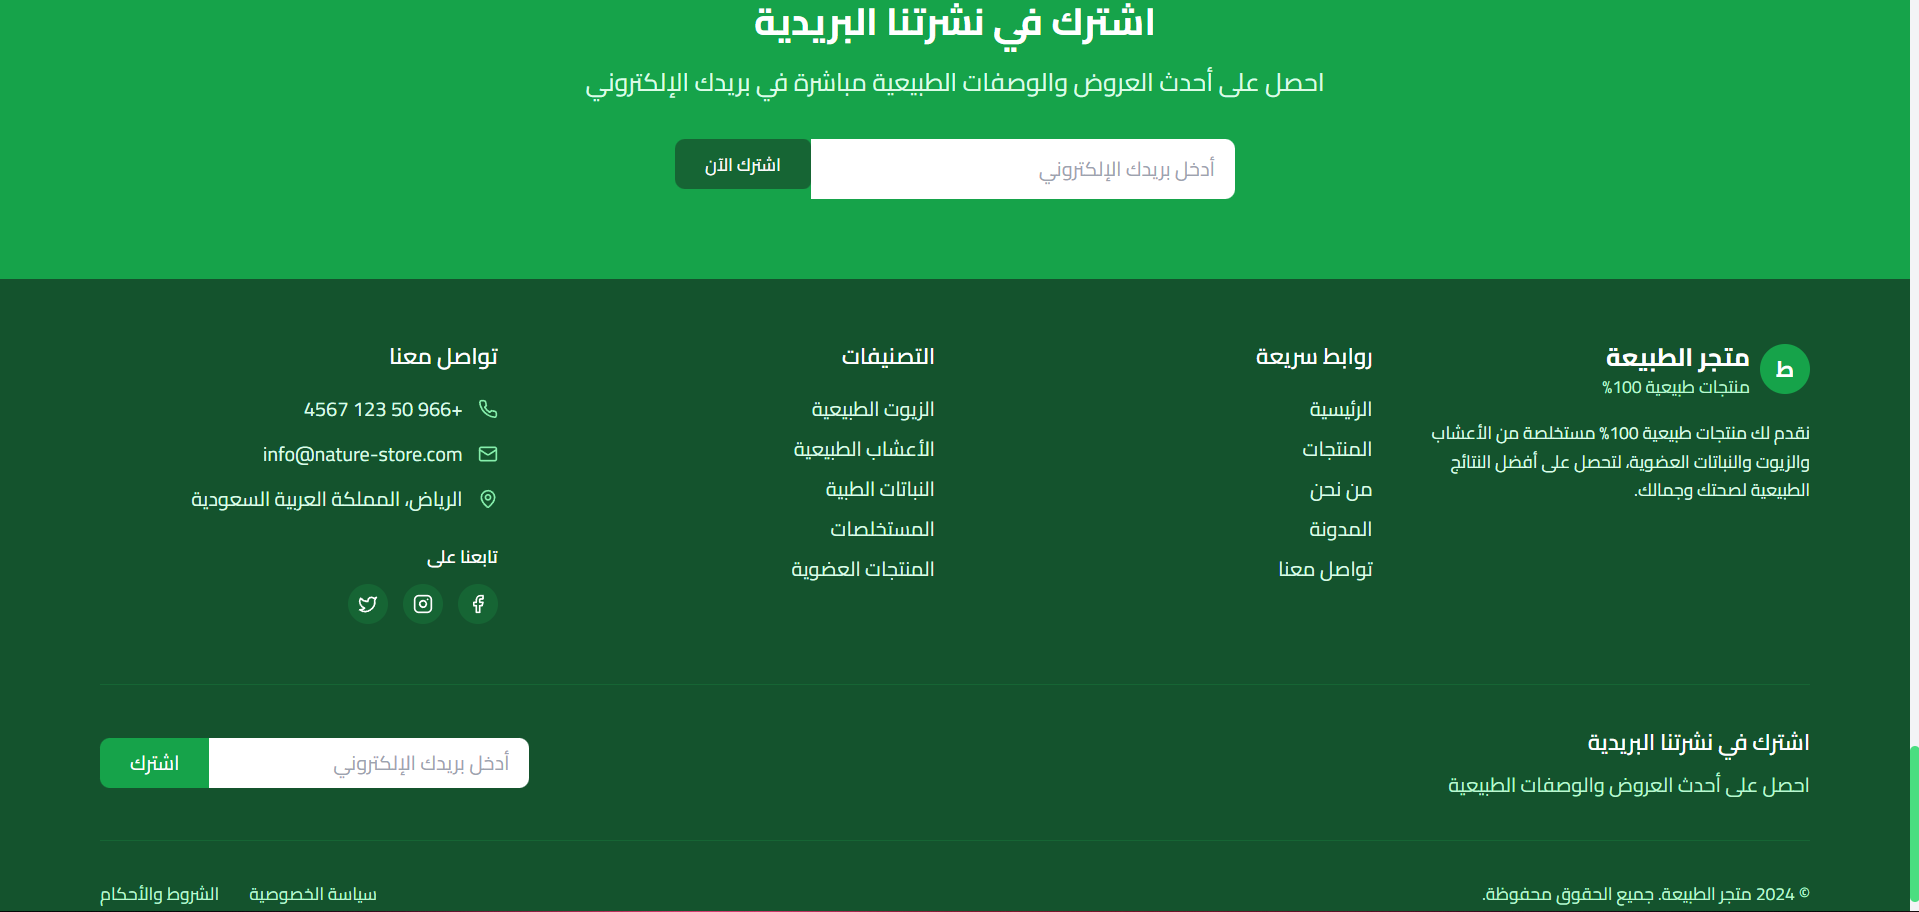 اشترك في نشرتنا البريدية
احصل على أحدث العروض والوصفات الطبيعية مباشرة في بريدك الإلكتروني
أدخل بريدك الإلكتروني
اشترك الآن
ط
متجر الطبيعة
منتجات طبيعية 100%
نقدم لك منتجات طبيعية 100% مستخلصة من الأعشاب
والزيوت والنباتات العضوية، لتحصل على أفضل النتائج
الطبيعية لصحتك وجمالك.
روابط سريعة
الرئيسية
المنتجات
من نحن
المدونة
تواصل معنا
التصنيفات
الزيوت الطبيعية
الأعشاب الطبيعية
النباتات الطبية
المستخلصات
المنتجات العضوية
تواصل معنا
4567 123 50 966+
info@nature-store.com
الرياض، المملكة العربية السعودية
تابعنا على
اشترك في نشرتنا البريدية
احصل على أحدث العروض والوصفات الطبيعية
أدخل بريدك الإلكتروني
اشترك
© 2024 متجر الطبيعة. جميع الحقوق محفوظة.
سياسة الخصوصية
الشروط والأحكام